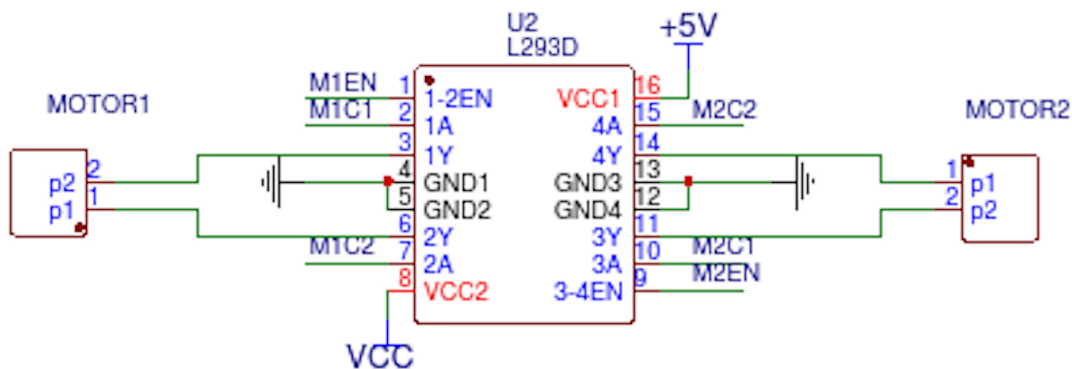 U2
L293D
+5V
MOTOR1
MOTOR2
M1EN
1
1-2EN
VCC1
16
M1C1
2
1A
4A
15
M2C2
3
1Y
4Y
14
4
GND1
GND3
13
5
GND2
GND4
12
6
2Y
3Y
11
M1C2
7
2A
3A
10
M2C1
8
VCC2
3-4EN
9
M2EN
p2
2
p1
1
1
p1
2
p2
VCC